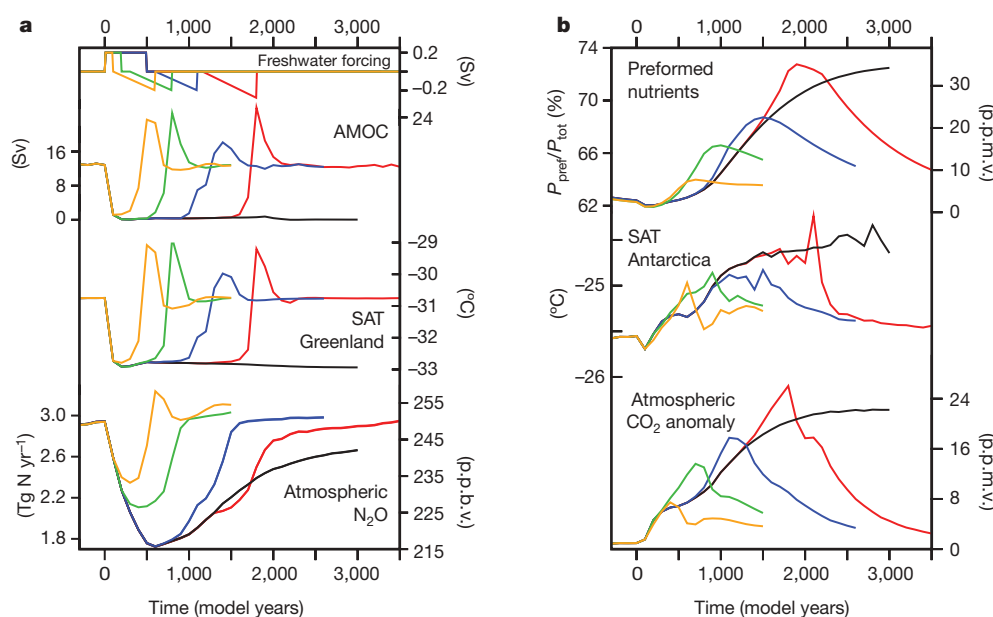 a
0 1,000 2,000 3,000
Freshwater forcing
0.2
−0.2
(Sv)
AMOC
24
16
8
0
(Sv)
−29
−30
−31
−32
−33
(°C)
SAT
Greenland
3.0
2.6
2.2
1.8
(Tg N yr⁻¹)
Atmospheric
N₂O
255
245
235
225
215
(p.p.b.v.)
0 1,000 2,000 3,000
Time (model years)
b
0 1,000 2,000 3,000
74
70
66
62
Ppref/Ptot (%)
Preformed
nutrients
30
20
10
0
(p.p.m.v.)
SAT
Antarctica
−25
−26
(°C)
Atmospheric
CO₂ anomaly
24
16
8
0
(p.p.m.v.)
0 1,000 2,000 3,000
Time (model years)